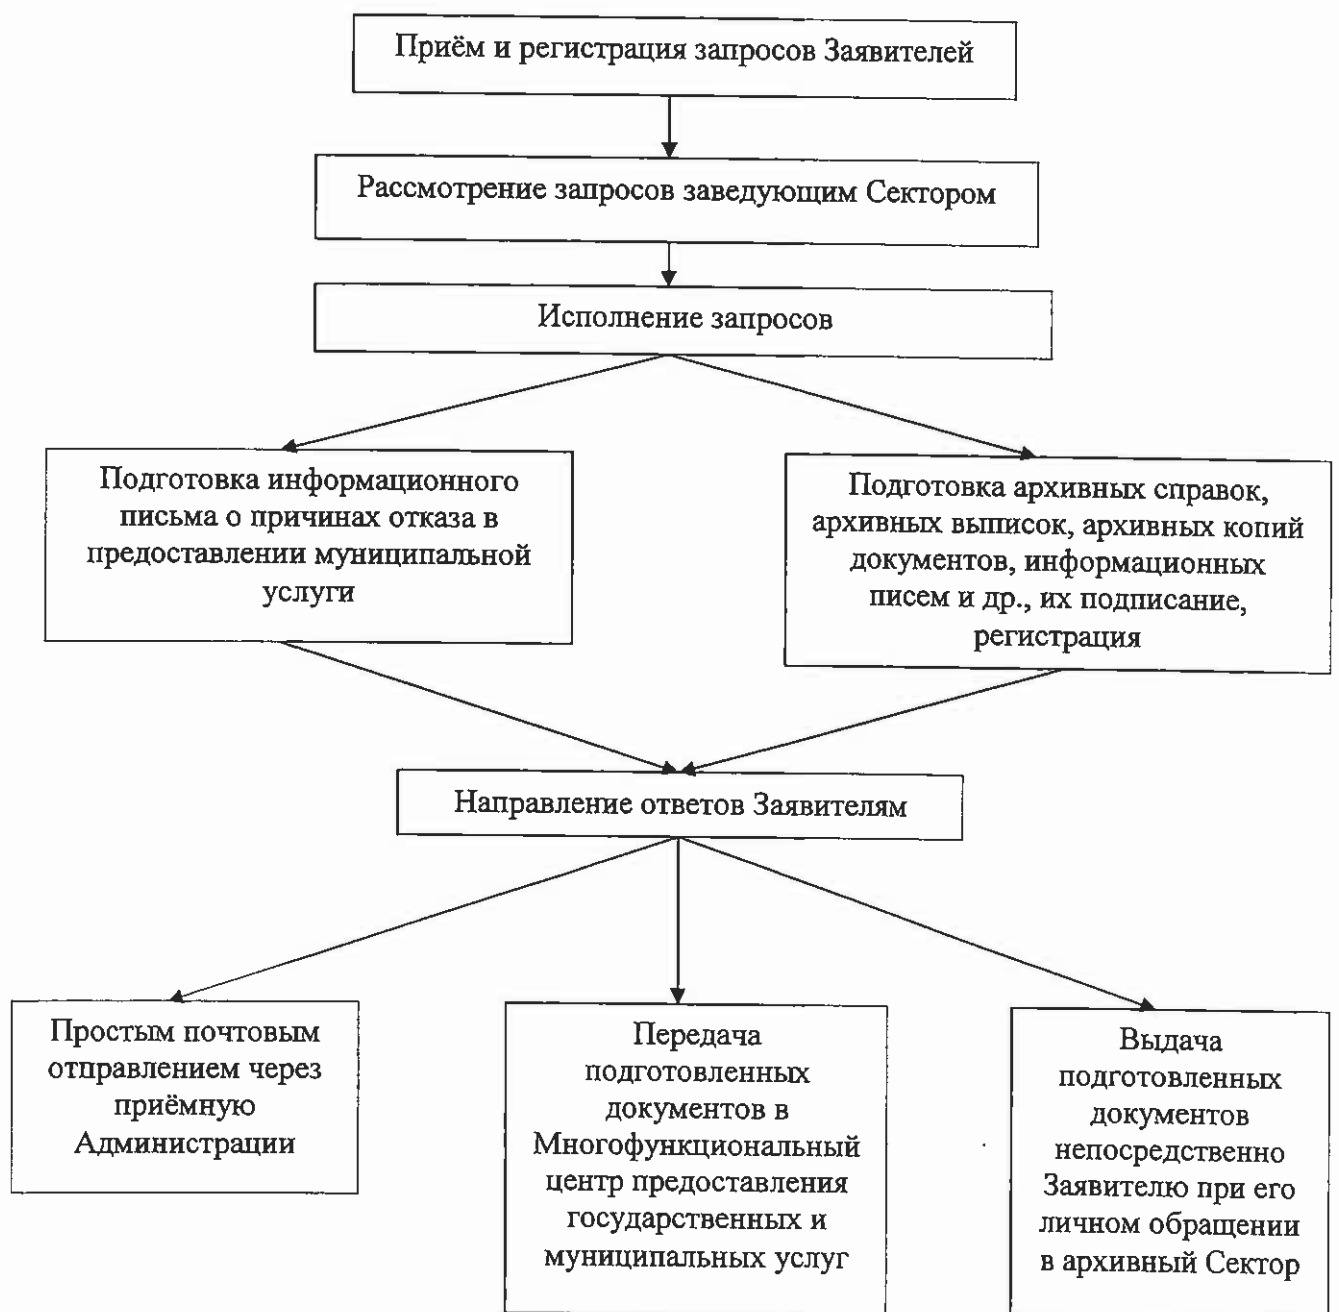 Приём и регистрация запросов Заявителей
Рассмотрение запросов заведующим Сектором
Исполнение запросов
Подготовка информационного
письма о причинах отказа в
предоставлении муниципальной
услуги
Подготовка архивных справок,
архивных выписок, архивных копий
документов, информационных
писем и др., их подписание,
регистрация
Направление ответов Заявителям
Простым почтовым
отправлением через
приёмную
Администрации
Передача
подготовленных
документов в
Многофункциональный
центр предоставления
государственных и
муниципальных услуг
Выдача
подготовленных
документов
непосредственно
Заявителю при его
личном обращении
в архивный Сектор